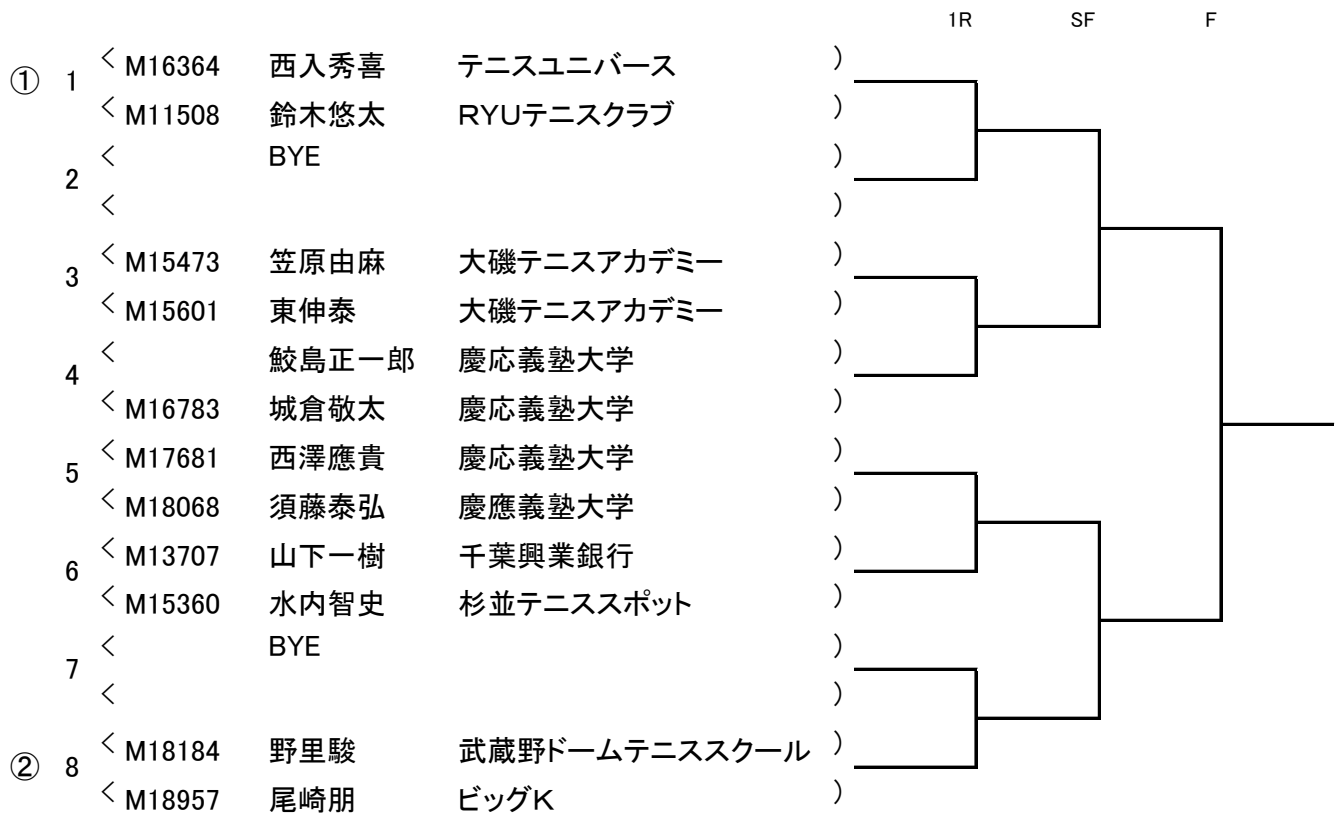 1R SF F
① 1 < M16364 西入秀喜 テニスユニバース )
< M11508 鈴木悠太 RYUテニスクラブ )
2 < BYE )
< )
3 < M15473 笠原由麻 大磯テニスアカデミー )
< M15601 東伸泰 大磯テニスアカデミー )
4 < 鮫島正一郎 慶応義塾大学 )
< M16783 城倉敬太 慶応義塾大学 )
5 < M17681 西澤應貴 慶応義塾大学 )
< M18068 須藤泰弘 慶應義塾大学 )
6 < M13707 山下一樹 千葉興業銀行 )
< M15360 水内智史 杉並テニススポット )
7 < BYE )
< )
② 8 < M18184 野里駿 武蔵野ドームテニススクール )
< M18957 尾崎朋 ビッグK )